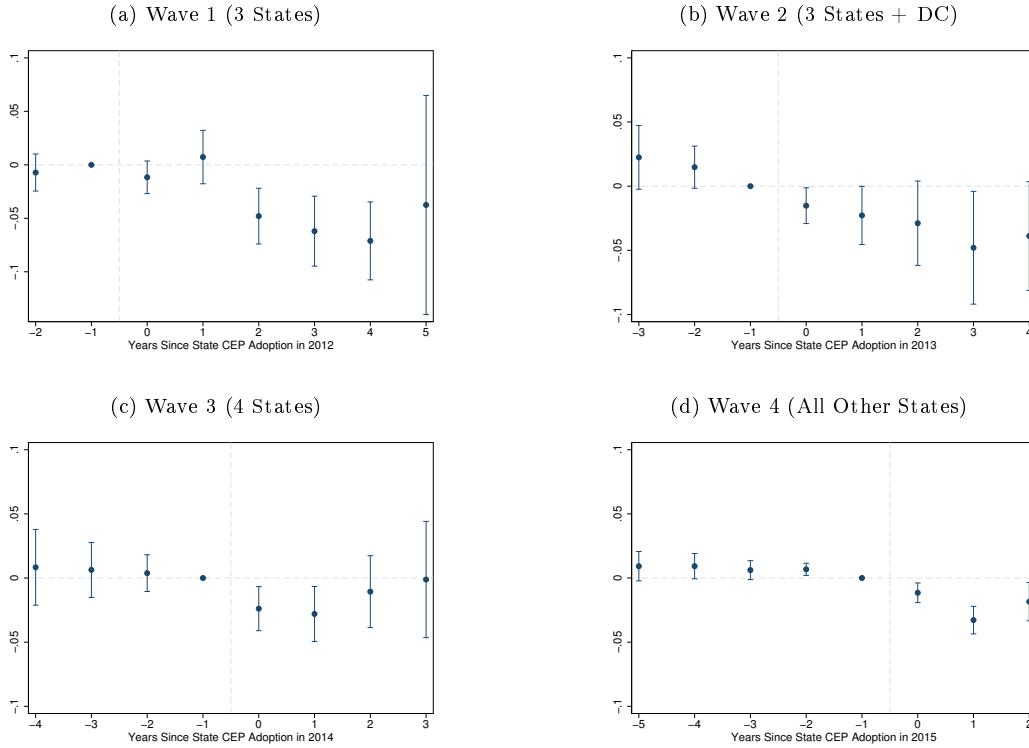 (a) Wave 1 (3 States)
.1
.05
0
−.05
−.1
−2 −1 0 1 2 3 4 5
Years Since State CEP Adoption in 2012
(b) Wave 2 (3 States + DC)
.1
.05
0
−.05
−.1
−3 −2 −1 0 1 2 3 4
Years Since State CEP Adoption in 2013
(c) Wave 3 (4 States)
.1
.05
0
−.05
−.1
−4 −3 −2 −1 0 1 2 3
Years Since State CEP Adoption in 2014
(d) Wave 4 (All Other States)
.1
.05
0
−.05
−.1
−5 −4 −3 −2 −1 0 1 2
Years Since State CEP Adoption in 2015